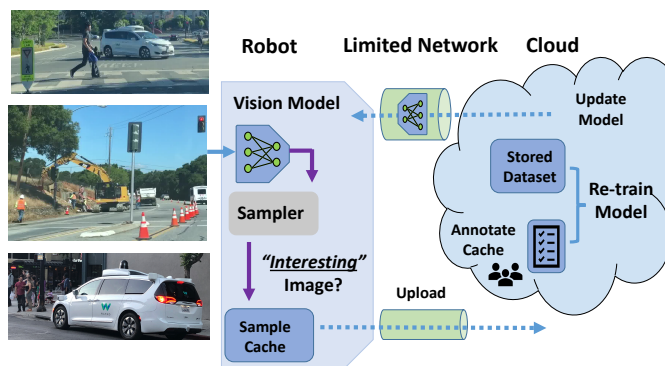 Robot
Limited Network
Cloud
Vision Model
Update
Model
Stored
Dataset
Re-train
Model
Sampler
Annotate
Cache
"Interesting"
Image?
Upload
Sample
Cache